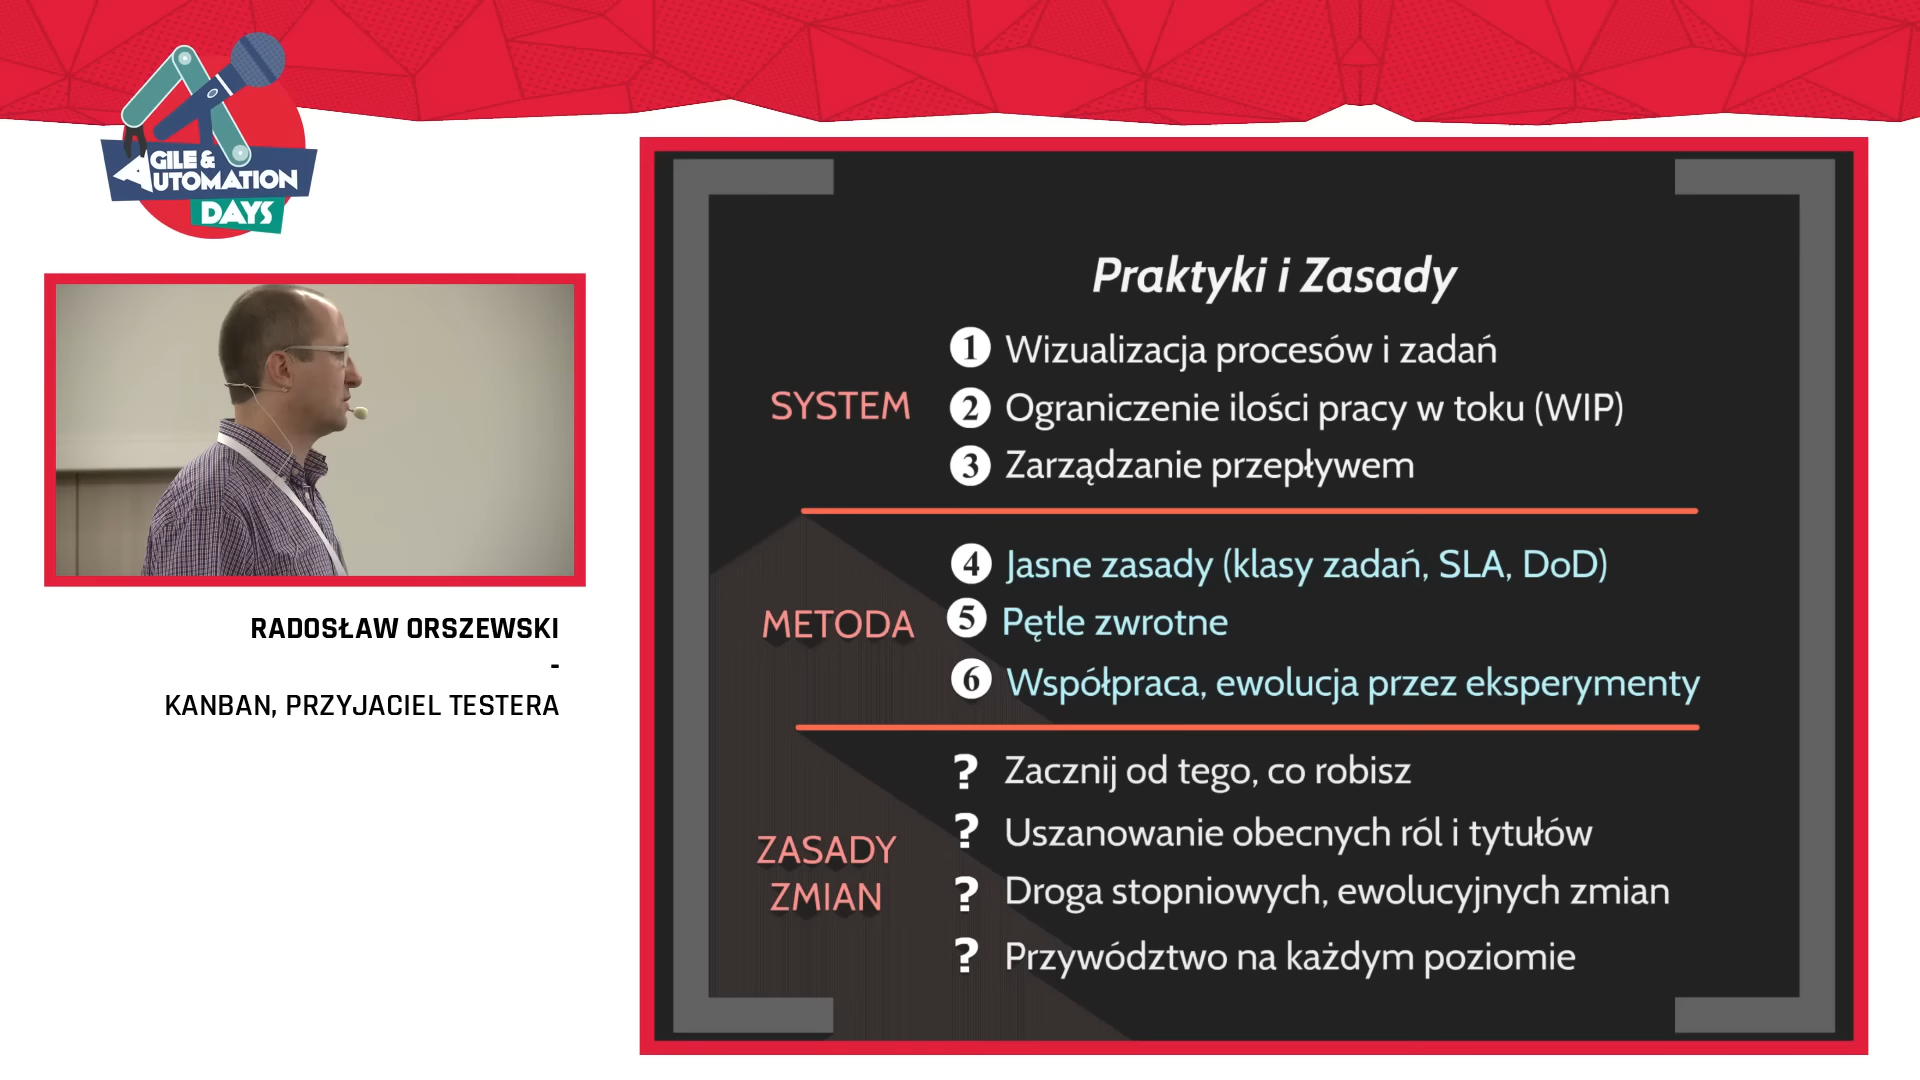 AGILE &
AUTOMATION
DAYS
RADOSŁAW ORSZEWSKI
-
KANBAN, PRZYJACIEL TESTERA
Praktyki i Zasady
SYSTEM
1 Wizualizacja procesów i zadań
2 Ograniczenie ilości pracy w toku (WIP)
3 Zarządzanie przepływem
METODA
4 Jasne zasady (klasy zadań, SLA, DoD)
5 Pętle zwrotne
6 Współpraca, ewolucja przez eksperymenty
ZASADY
ZMIAN
? Zacznij od tego, co robisz
? Uszanowanie obecnych ról i tytułów
? Droga stopniowych, ewolucyjnych zmian
? Przywództwo na każdym poziomie